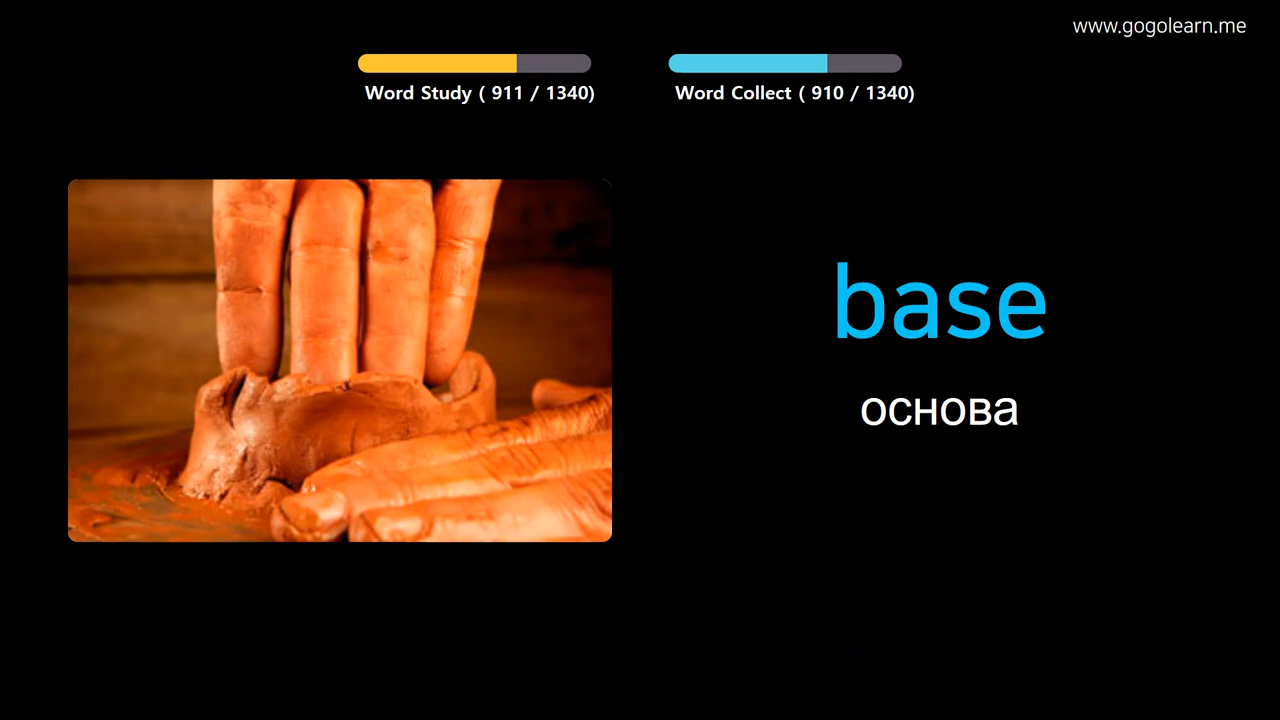 www.gogolearn.me
Word Study ( 911 / 1340)
Word Collect ( 910 / 1340)
base
основа